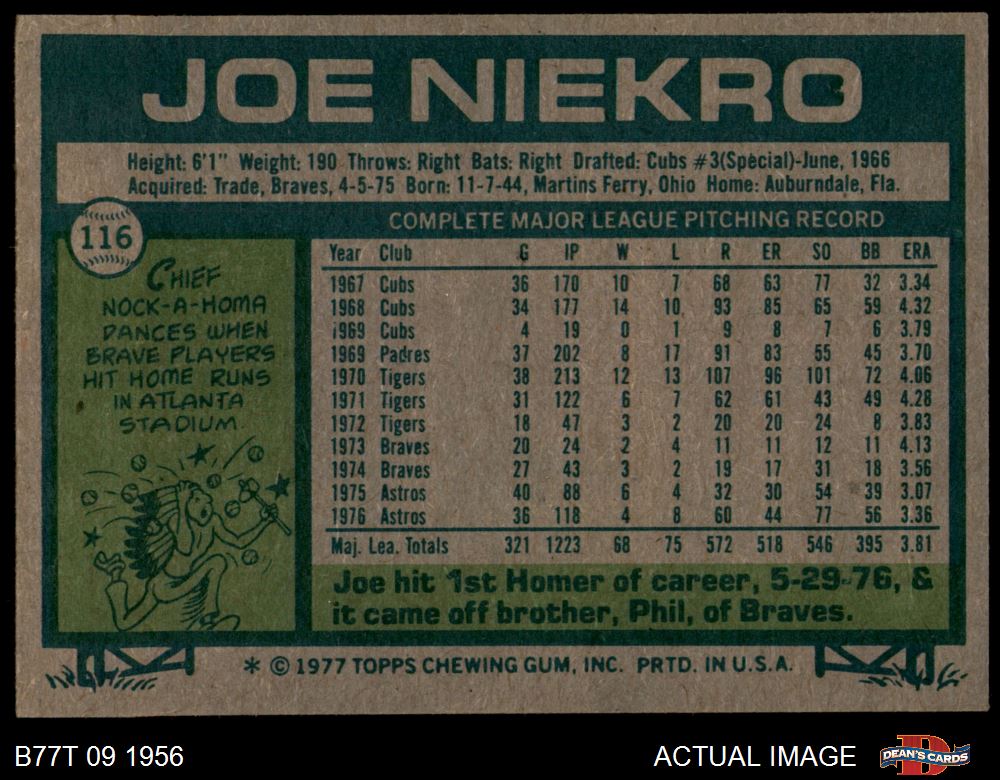 JOE NIEKRO
Height: 6'1" Weight: 190 Throws: Right Bats: Right Drafted: Cubs #3(Special)-June, 1966
Acquired: Trade, Braves, 4-5-75 Born: 11-7-44, Martins Ferry, Ohio Home: Auburndale, Fla.
116
CHIEF
NOCK-A-HOMA
DANCES WHEN
BRAVE PLAYERS
HIT HOME RUNS
IN ATLANTA
STADIUM.
COMPLETE MAJOR LEAGUE PITCHING RECORD
Year Club G IP W L R ER SO BB ERA
1967 Cubs 36 170 10 7 68 63 77 32 3.34
1968 Cubs 34 177 14 10 93 85 65 59 4.32
1969 Cubs 4 19 0 1 9 8 7 6 3.79
1969 Padres 37 202 8 17 91 83 55 45 3.70
1970 Tigers 38 213 12 13 107 96 101 72 4.06
1971 Tigers 31 122 6 7 62 61 43 49 4.28
1972 Tigers 18 47 3 2 20 20 24 8 3.83
1973 Braves 20 24 2 4 11 11 12 11 4.13
1974 Braves 27 43 3 2 19 17 31 18 3.56
1975 Astros 40 88 6 4 32 30 54 39 3.07
1976 Astros 36 118 4 8 60 44 77 56 3.36
Maj. Lea. Totals 321 1223 68 75 572 518 546 395 3.81
Joe hit 1st Homer of career, 5-29-76, &
it came off brother, Phil, of Braves.
* © 1977 TOPPS CHEWING GUM, INC. PRTD. IN U.S.A.
B77T 09 1956
ACTUAL IMAGE
DEAN'S CARDS